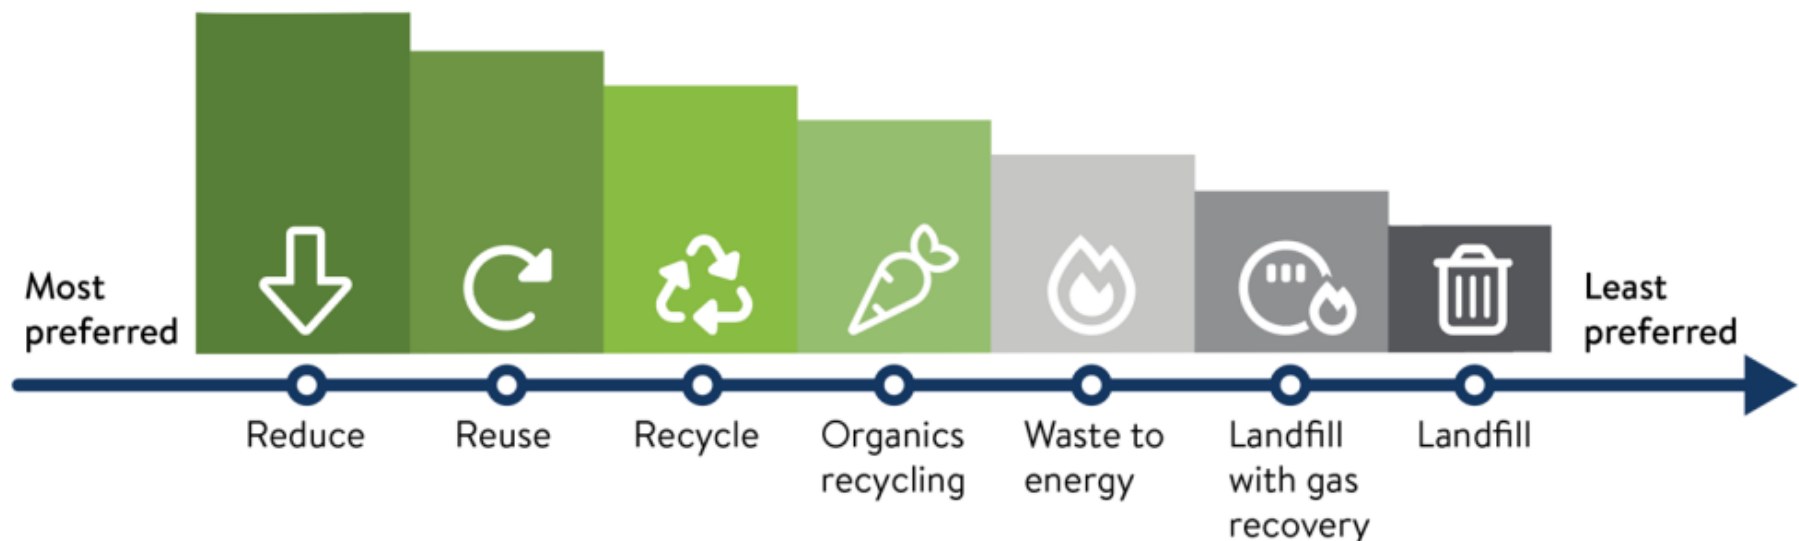 Most
preferred
Least
preferred
Reduce
Reuse
Recycle
Organics
recycling
Waste to
energy
Landfill
with gas
recovery
Landfill